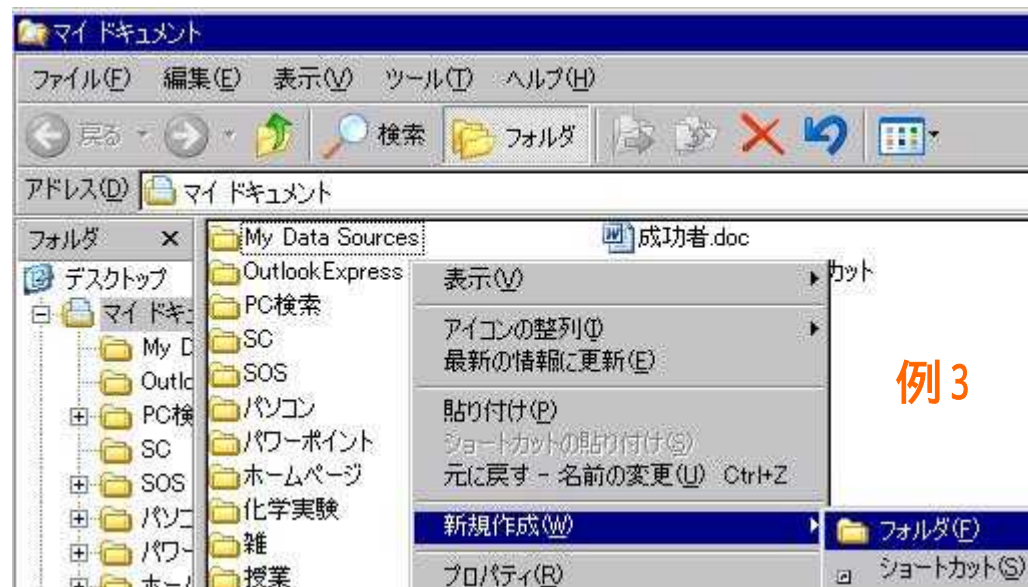 マイ ドキュメント
ファイル(F) 編集(E) 表示(V) ツール(T) ヘルプ(H)
戻る 検索 フォルダ
アドレス(D) マイ ドキュメント
フォルダ ×
デスクトップ
マイ ドキュ
My D
Outlo
PC検
SC
SOS
パソコ
パワー
ホーム
My Data Sources
OutlookExpress
PC検索
SC
SOS
パソコン
パワーポイント
ホームページ
化学実験
雑
授業
成功者.doc
カット
表示(V)
アイコンの整列(I)
最新の情報に更新(E)
貼り付け(P)
ショートカットの貼り付け(S)
元に戻す - 名前の変更(U) Ctrl+Z
新規作成(W)
プロパティ(R)
フォルダ(F)
ショートカット(S)
例3